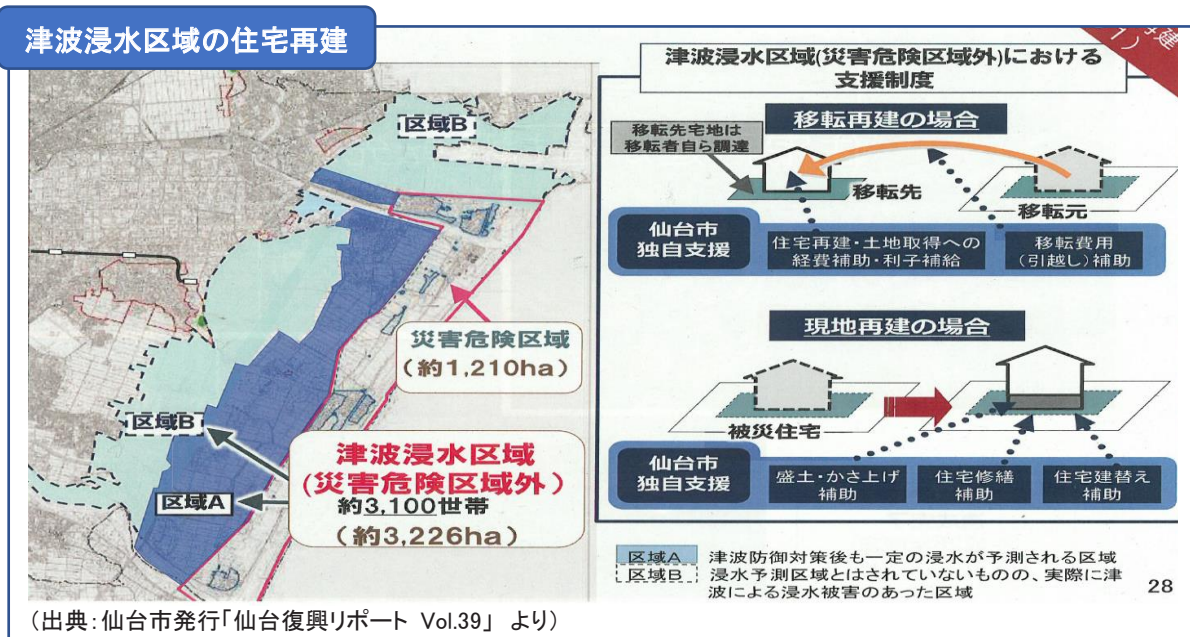 津波浸水区域の住宅再建
建
1)
津波浸水区域(災害危険区域外)における
支援制度
移転再建の場合
移転先宅地は
移転者自ら調達
移転先
移転元
仙台市
独自支援
住宅再建・土地取得への
経費補助・利子補給
移転費用
(引越し)補助
現地再建の場合
被災住宅
仙台市
独自支援
盛土・かさ上げ
補助
住宅修繕
補助
住宅建替え
補助
区域B
災害危険区域
(約1,210ha)
区域B
津波浸水区域
(災害危険区域外)
約3,100世帯
(約3,226ha)
区域A
区域A 津波防御対策後も一定の浸水が予測される区域
区域B 浸水予測区域とはされていないものの、実際に津
波による浸水被害のあった区域
28
(出典:仙台市発行「仙台復興リポート Vol.39」 より)